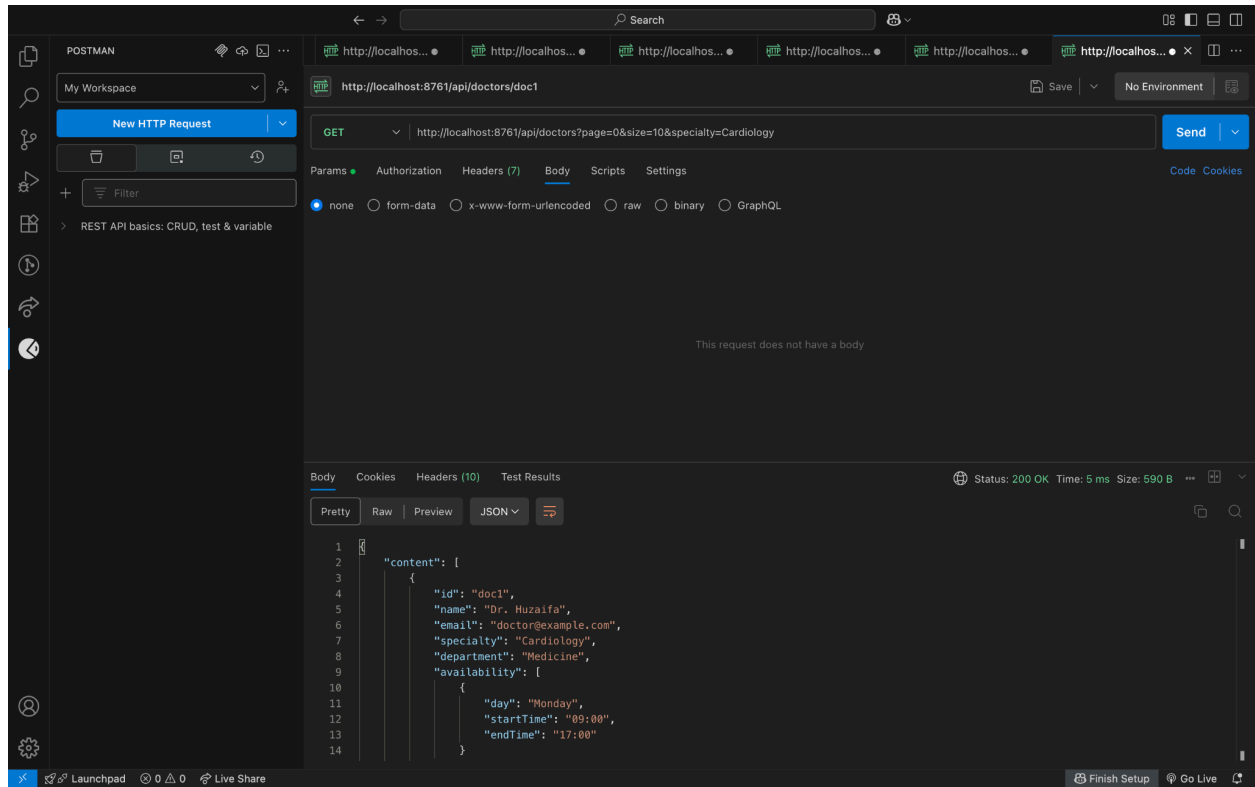 Search
POSTMAN
HTTP http://localhos...
HTTP http://localhos...
HTTP http://localhos...
HTTP http://localhos...
HTTP http://localhos...
HTTP http://localhos...
My Workspace
HTTP http://localhost:8761/api/doctors/doc1
Save
No Environment
New HTTP Request
GET http://localhost:8761/api/doctors?page=0&size=10&specialty=Cardiology
Send
Params Authorization Headers (7) Body Scripts Settings
Code Cookies
Filter
none form-data x-www-form-urlencoded raw binary GraphQL
REST API basics: CRUD, test & variable
This request does not have a body
Body Cookies Headers (10) Test Results
Status: 200 OK Time: 5 ms Size: 590 B
Pretty Raw Preview JSON
1 {
2 "content": [
3 {
4 "id": "doc1",
5 "name": "Dr. Huzaifa",
6 "email": "doctor@example.com",
7 "specialty": "Cardiology",
8 "department": "Medicine",
9 "availability": [
10 {
11 "day": "Monday",
12 "startTime": "09:00",
13 "endTime": "17:00"
14 }
Launchpad 0 0 Live Share
Finish Setup Go Live